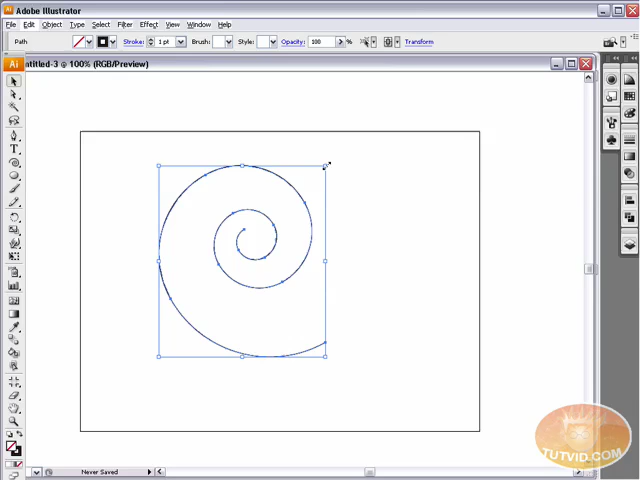 Adobe Illustrator
File Edit Object Type Select Filter Effect View Window Help
Path Stroke: 1 pt Brush: Style: Opacity: 100 % Transform
Ai ntitled-3 @ 100% (RGB/Preview)
T
TUTVID.COM
Never Saved